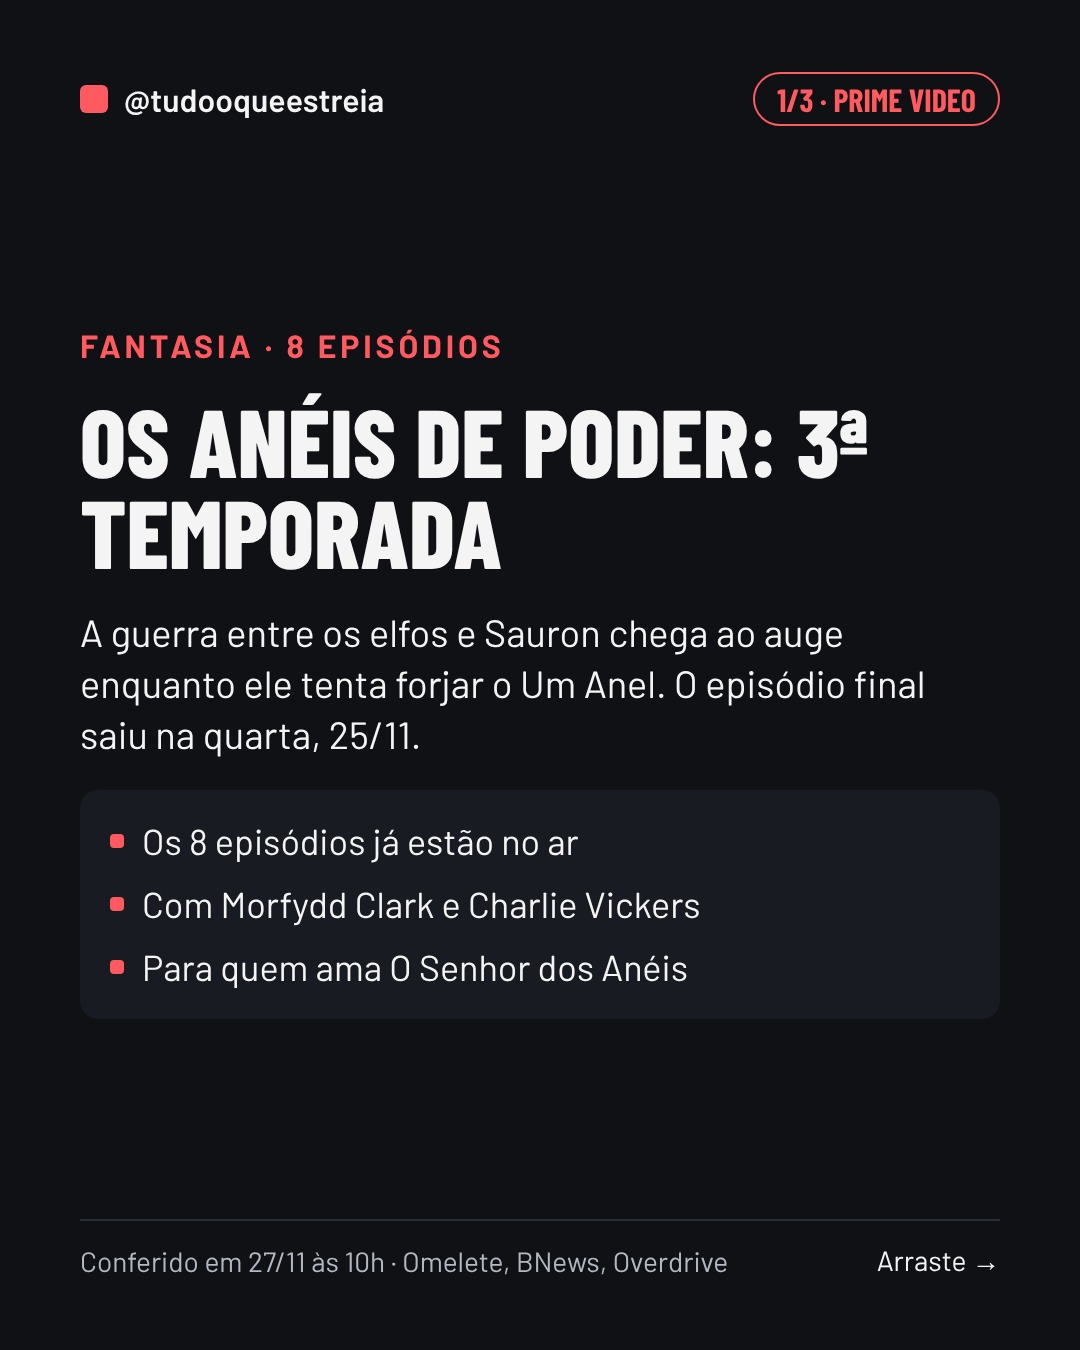 @tudooqueestreia
1/3 · PRIME VIDEO
FANTASIA · 8 EPISÓDIOS
OS ANÉIS DE PODER: 3ª
TEMPORADA
A guerra entre os elfos e Sauron chega ao auge
enquanto ele tenta forjar o Um Anel. O episódio final
saiu na quarta, 25/11.
Os 8 episódios já estão no ar
Com Morfydd Clark e Charlie Vickers
Para quem ama O Senhor dos Anéis
Conferido em 27/11 às 10h · Omelete, BNews, Overdrive
Arraste →